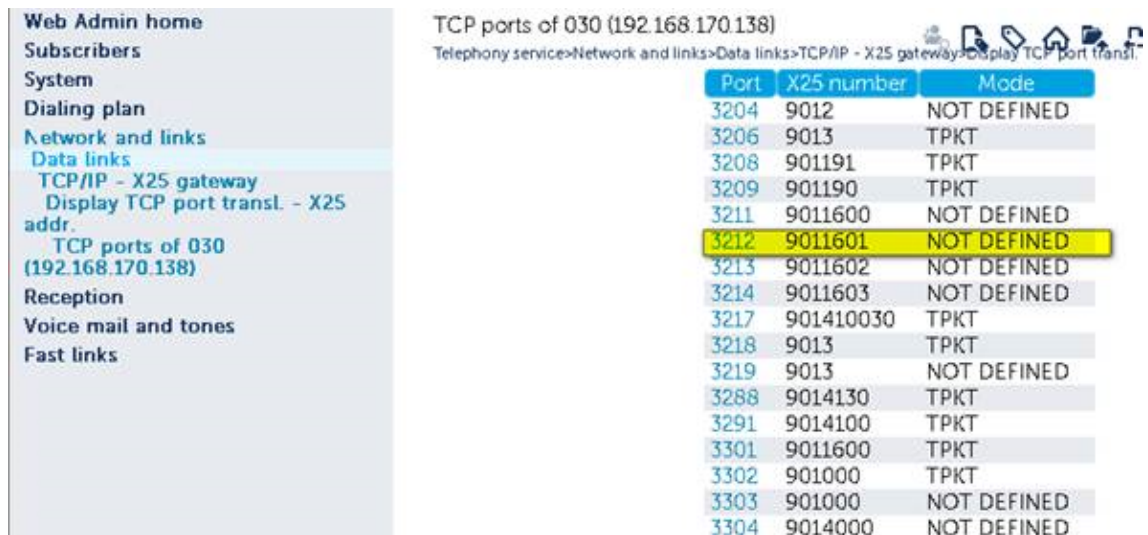 Web Admin home
Subscribers
System
Dialing plan
Network and links
Data links
TCP/IP - X25 gateway
Display TCP port transl. - X25
addr.
TCP ports of 030
(192.168.170.138)
Reception
Voice mail and tones
Fast links
TCP ports of 030 (192.168.170.138)
Telephony service>Network and links>Data links>TCP/IP - X25 gateway>Display TCP port transl.
Port X25 number Mode
3204 9012 NOT DEFINED
3206 9013 TPKT
3208 901191 TPKT
3209 901190 TPKT
3211 9011600 NOT DEFINED
3212 9011601 NOT DEFINED
3213 9011602 NOT DEFINED
3214 9011603 NOT DEFINED
3217 901410030 TPKT
3218 9013 TPKT
3219 9013 NOT DEFINED
3288 9014130 TPKT
3291 9014100 TPKT
3301 9011600 TPKT
3302 901000 TPKT
3303 901000 NOT DEFINED
3304 9014000 NOT DEFINED